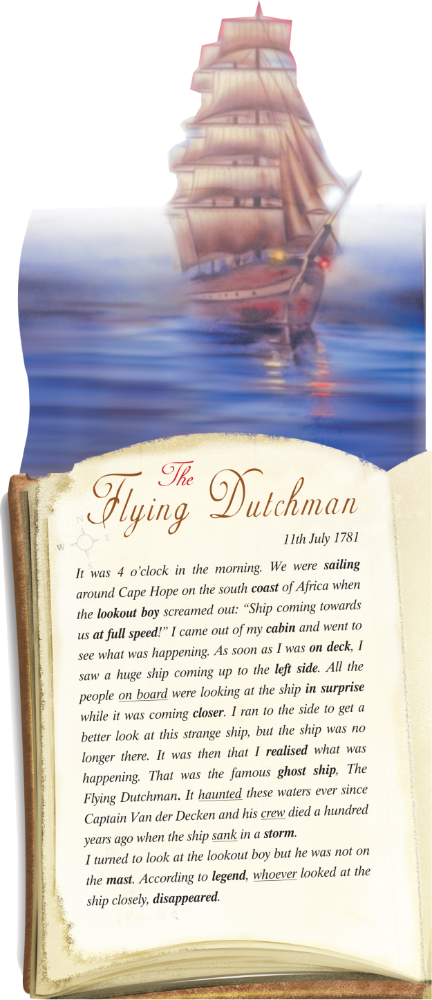 The
Flying Dutchman
11th July 1781
N
W E
S
It was 4 o'clock in the morning. We were sailing
around Cape Hope on the south coast of Africa when
the lookout boy screamed out: “Ship coming towards
us at full speed!” I came out of my cabin and went to
see what was happening. As soon as I was on deck, I
saw a huge ship coming up to the left side. All the
people on board were looking at the ship in surprise
while it was coming closer. I ran to the side to get a
better look at this strange ship, but the ship was no
longer there. It was then that I realised what was
happening. That was the famous ghost ship, The
Flying Dutchman. It haunted these waters ever since
Captain Van der Decken and his crew died a hundred
years ago when the ship sank in a storm.
I turned to look at the lookout boy but he was not on
the mast. According to legend, whoever looked at the
ship closely, disappeared.